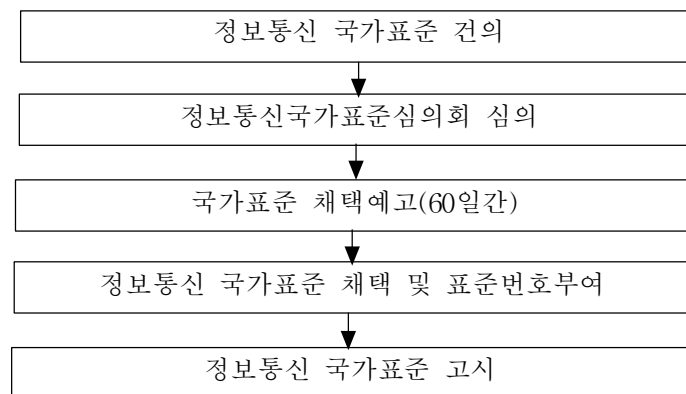 정보통신 국가표준 건의
정보통신국가표준심의회 심의
국가표준 채택예고(60일간)
정보통신 국가표준 채택 및 표준번호부여
정보통신 국가표준 고시